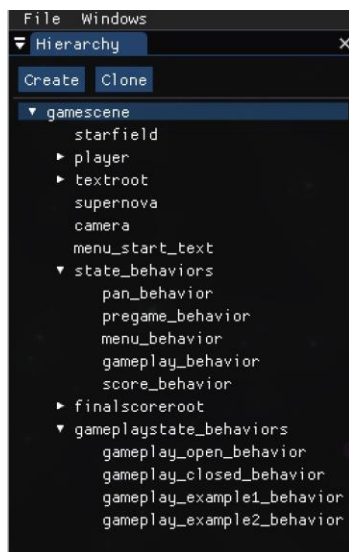 File Windows
Hierarchy
Create Clone
gamescene
starfield
player
textroot
supernova
camera
menu_start_text
state_behaviors
pan_behavior
pregame_behavior
menu_behavior
gameplay_behavior
score_behavior
finalscoreroot
gameplaystate_behaviors
gameplay_open_behavior
gameplay_closed_behavior
gameplay_example1_behavior
gameplay_example2_behavior